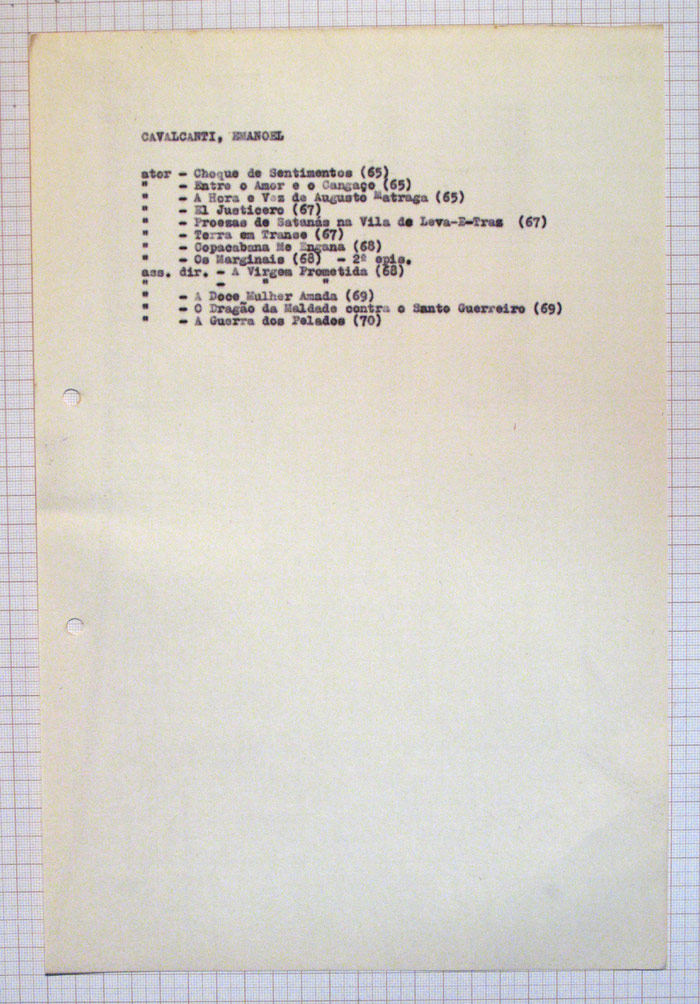 CAVALCANTI, EMANOEL
ator - Choque de Sentimentos (65)
" - Entre o Amor e o Cangaço (65)
" - A Hora e Vez de Augusto Matraga (65)
" - El Justicero (67)
" - Proezas de Satanás na Vila de Leva-E-Traz (67)
" - Terra em Transe (67)
" - Copacabana Me Engana (68)
" - Os Marginais (68) - 2º epis.
ass. dir. - A Virgem Prometida (68)
" - " "
" - A Doce Mulher Amada (69)
" - O Dragão da Maldade contra o Santo Guerreiro (69)
" - A Guerra dos Pelados (70)